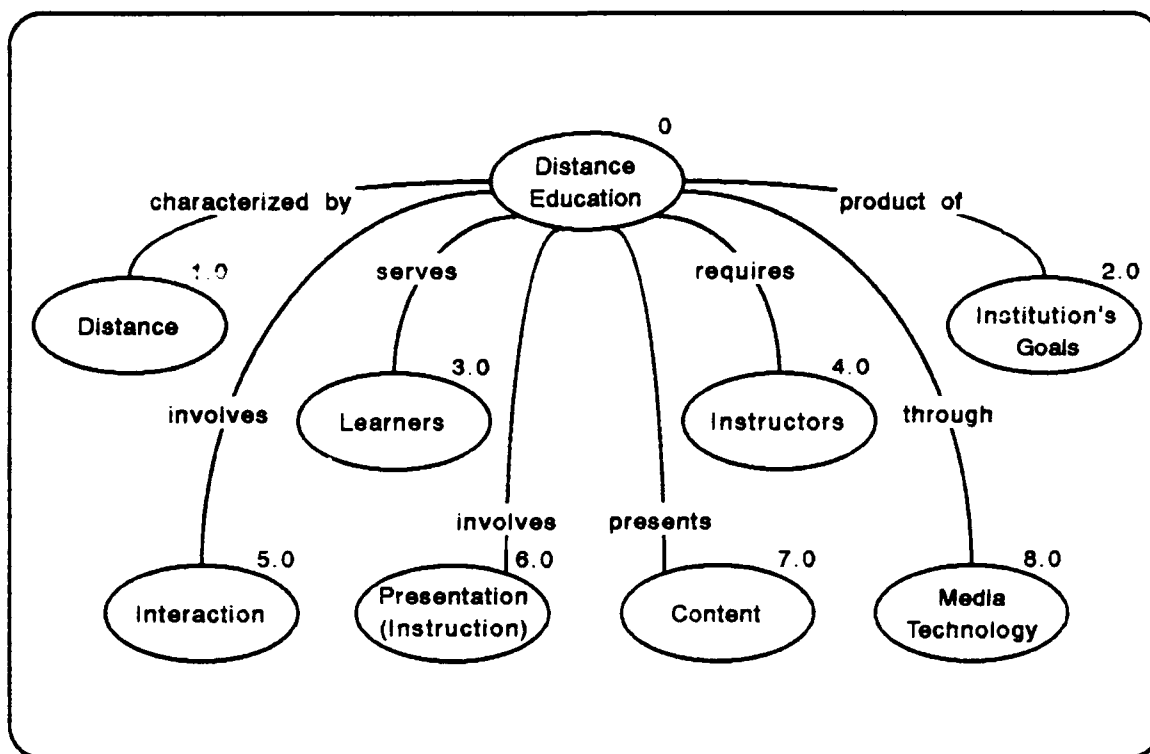 0
Distance
Education
characterized by
product of
1.0
Distance
serves
requires
2.0
Institution's
Goals
3.0
Learners
4.0
Instructors
involves
through
involves
presents
5.0
Interaction
6.0
Presentation
(Instruction)
7.0
Content
8.0
Media
Technology